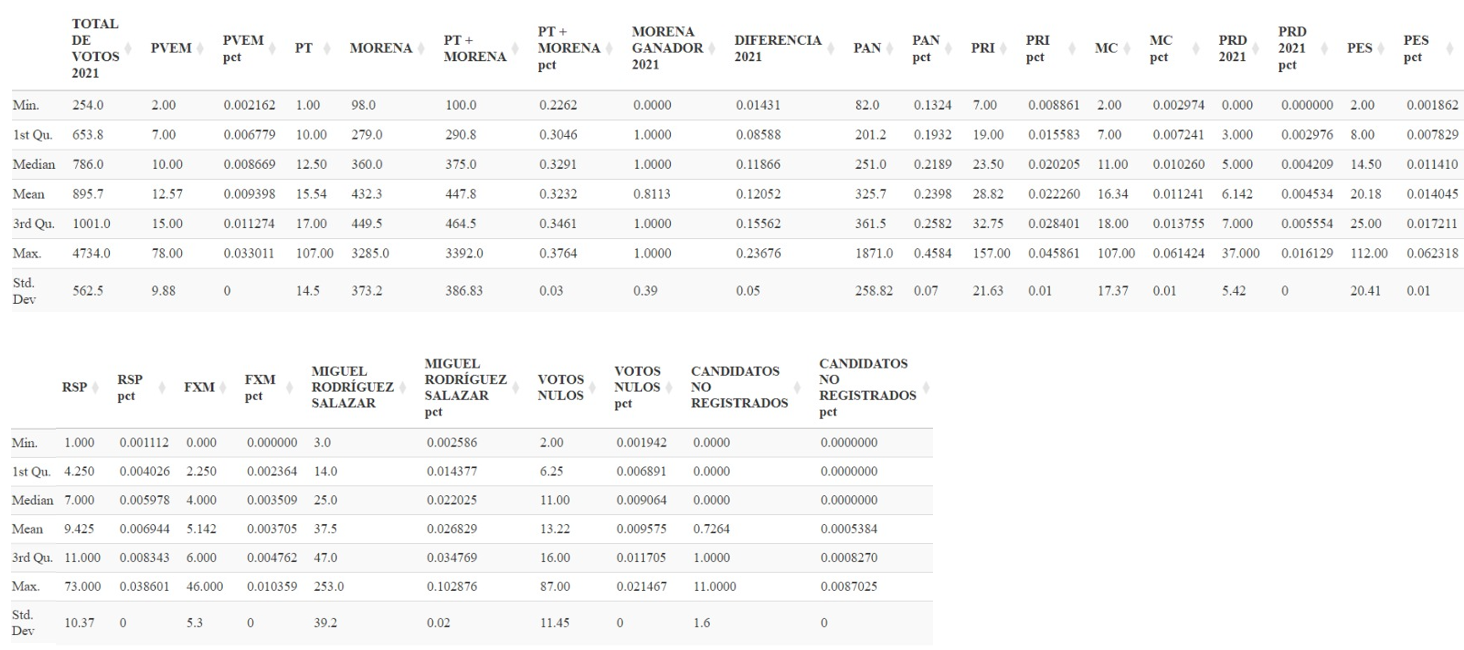 TOTAL DE VOTOS 2021 PVEM PVEM pct PT MORENA PT + MORENA PT + MORENA pct MORENA GANADOR 2021 DIFERENCIA 2021 PAN PAN pct PRI PRI pct MC MC pct PRD 2021 PRD 2021 pct PES PES pct
Min. 254.0 2.00 0.002162 1.00 98.0 100.0 0.2262 0.0000 0.01431 82.0 0.1324 7.00 0.008861 2.00 0.002974 0.000 0.000000 2.00 0.001862
1st Qu. 653.8 7.00 0.006779 10.00 279.0 290.8 0.3046 1.0000 0.08588 201.2 0.1932 19.00 0.015583 7.00 0.007241 3.000 0.002976 8.00 0.007829
Median 786.0 10.00 0.008669 12.50 360.0 375.0 0.3291 1.0000 0.11866 251.0 0.2189 23.50 0.020205 11.00 0.010260 5.000 0.004209 14.50 0.011410
Mean 895.7 12.57 0.009398 15.54 432.3 447.8 0.3232 0.8113 0.12052 325.7 0.2398 28.82 0.022260 16.34 0.011241 6.142 0.004534 20.18 0.014045
3rd Qu. 1001.0 15.00 0.011274 17.00 449.5 464.5 0.3461 1.0000 0.15562 361.5 0.2582 32.75 0.028401 18.00 0.013755 7.000 0.005554 25.00 0.017211
Max. 4734.0 78.00 0.033011 107.00 3285.0 3392.0 0.3764 1.0000 0.23676 1871.0 0.4584 157.00 0.045861 107.00 0.061424 37.000 0.016129 112.00 0.062318
Std. Dev 562.5 9.88 0 14.5 373.2 386.83 0.03 0.39 0.05 258.82 0.07 21.63 0.01 17.37 0.01 5.42 0 20.41 0.01
RSP RSP pct FXM FXM pct MIGUEL RODRÍGUEZ SALAZAR MIGUEL RODRÍGUEZ SALAZAR pct VOTOS NULOS VOTOS NULOS pct CANDIDATOS NO REGISTRADOS CANDIDATOS NO REGISTRADOS pct
Min. 1.000 0.001112 0.000 0.000000 3.0 0.002586 2.00 0.001942 0.0000 0.0000000
1st Qu. 4.250 0.004026 2.250 0.002364 14.0 0.014377 6.25 0.006891 0.0000 0.0000000
Median 7.000 0.005978 4.000 0.003509 25.0 0.022025 11.00 0.009064 0.0000 0.0000000
Mean 9.425 0.006944 5.142 0.003705 37.5 0.026829 13.22 0.009575 0.7264 0.0005384
3rd Qu. 11.000 0.008343 6.000 0.004762 47.0 0.034769 16.00 0.011705 1.0000 0.0008270
Max. 73.000 0.038601 46.000 0.010359 253.0 0.102876 87.00 0.021467 11.0000 0.0087025
Std. Dev 10.37 0 5.3 0 39.2 0.02 11.45 0 1.6 0